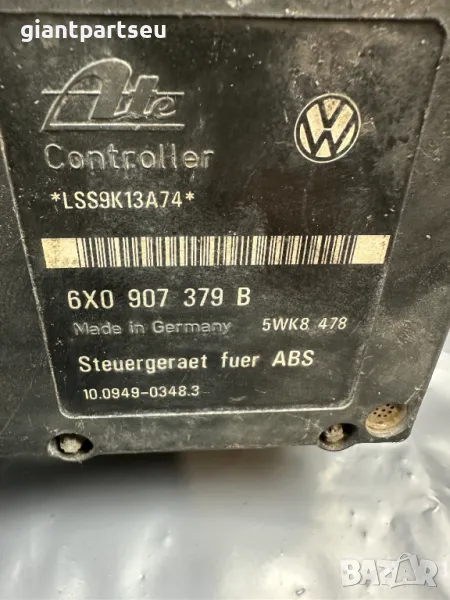 giantpartseu
Ate
Controller
*LSS9K13A74*
6X0 907 379 B
Made in Germany 5WK8 478
Steuergeraet fuer ABS
10.0949-0348.3
BAZAR